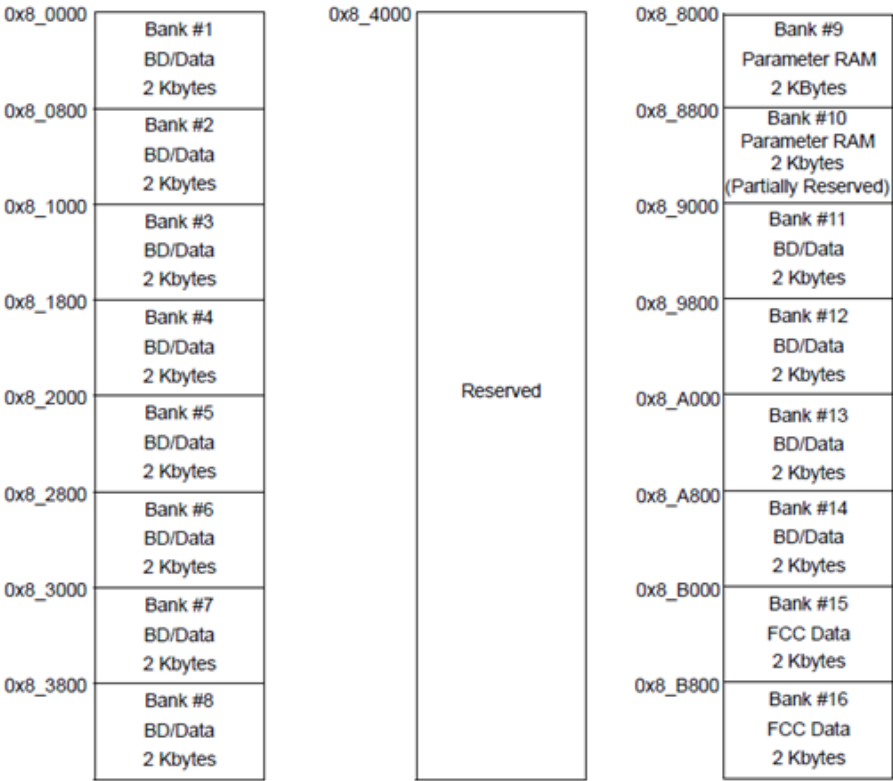 0x8_0000
Bank #1
BD/Data
2 Kbytes
0x8_0800
Bank #2
BD/Data
2 Kbytes
0x8_1000
Bank #3
BD/Data
2 Kbytes
0x8_1800
Bank #4
BD/Data
2 Kbytes
0x8_2000
Bank #5
BD/Data
2 Kbytes
0x8_2800
Bank #6
BD/Data
2 Kbytes
0x8_3000
Bank #7
BD/Data
2 Kbytes
0x8_3800
Bank #8
BD/Data
2 Kbytes
0x8_4000
Reserved
0x8_8000
Bank #9
Parameter RAM
2 KBytes
0x8_8800
Bank #10
Parameter RAM
2 Kbytes
(Partially Reserved)
0x8_9000
Bank #11
BD/Data
2 Kbytes
0x8_9800
Bank #12
BD/Data
2 Kbytes
0x8_A000
Bank #13
BD/Data
2 Kbytes
0x8_A800
Bank #14
BD/Data
2 Kbytes
0x8_B000
Bank #15
FCC Data
2 Kbytes
0x8_B800
Bank #16
FCC Data
2 Kbytes